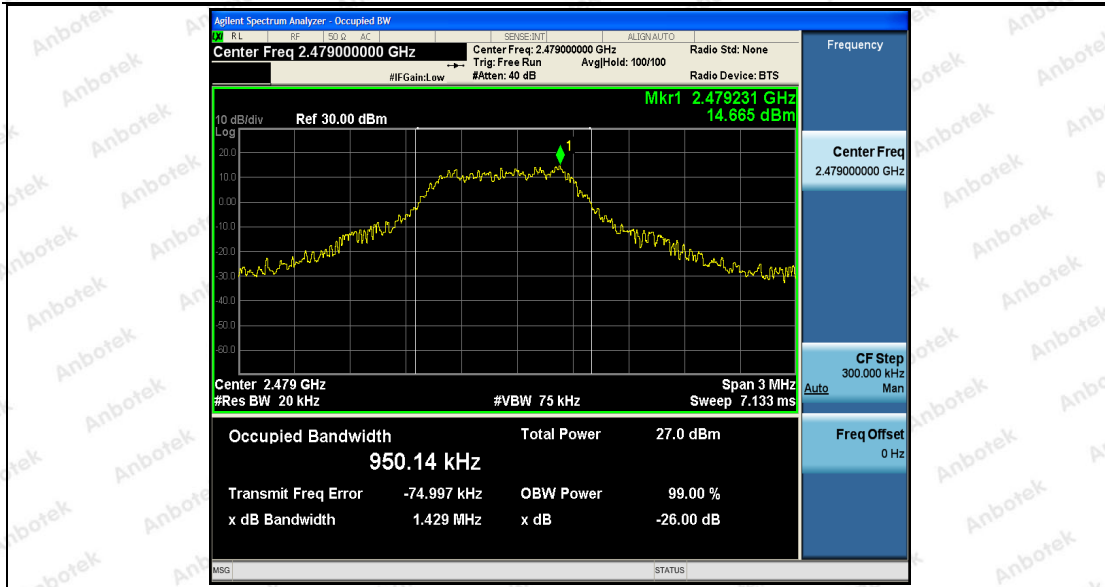 Agilent Spectrum Analyzer - Occupied BW
LXI RL RF 50 Ω AC SENSE:INT ALIGN AUTO
Center Freq 2.479000000 GHz
Center Freq: 2.479000000 GHz Radio Std: None
Trig: Free Run Avg|Hold: 100/100
#IFGain:Low #Atten: 40 dB Radio Device: BTS
Mkr1 2.479231 GHz
14.665 dBm
10 dB/div Ref 30.00 dBm
Log
20.0
10.0
0.00
-10.0
-20.0
-30.0
-40.0
-50.0
-60.0
1
Center 2.479 GHz Span 3 MHz
#Res BW 20 kHz #VBW 75 kHz Sweep 7.133 ms
Occupied Bandwidth Total Power 27.0 dBm
950.14 kHz
Transmit Freq Error -74.997 kHz OBW Power 99.00 %
x dB Bandwidth 1.429 MHz x dB -26.00 dB
MSG STATUS
Frequency
Center Freq
2.479000000 GHz
CF Step
300.000 kHz
Auto Man
Freq Offset
0 Hz
Anbotek